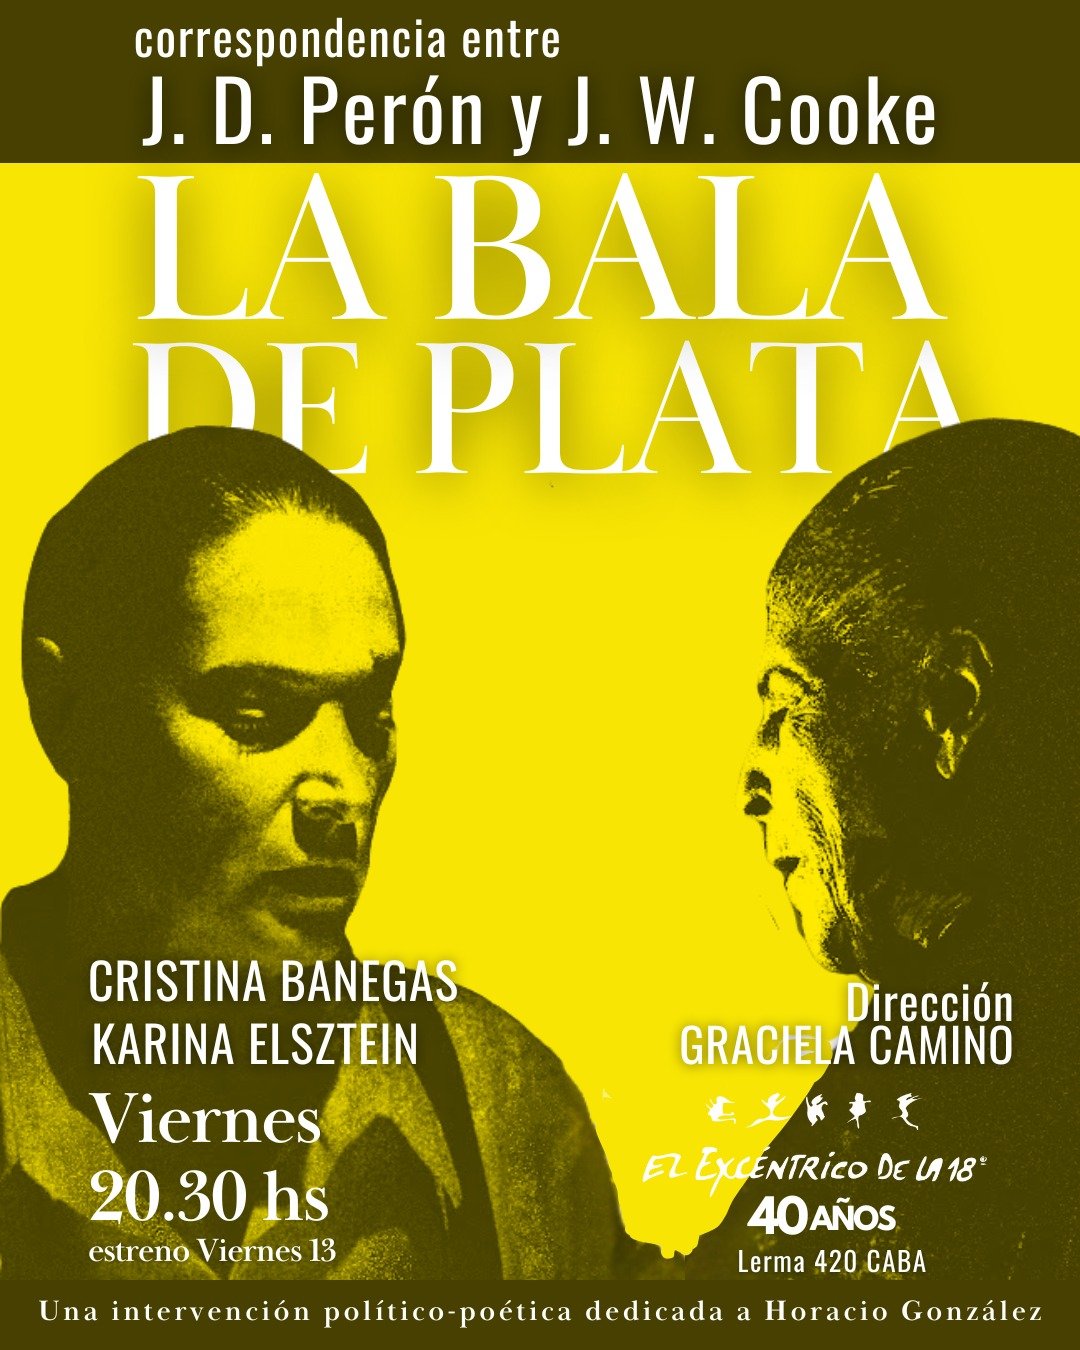 correspondencia entre
J. D. Perón y J. W. Cooke
LA BALA
DE PLATA
CRISTINA BANEGAS
KARINA ELSZTEIN
Viernes
20.30 hs
estreno Viernes 13
Dirección
GRACIELA CAMINO
EL EXCÉNTRICO DE LA 18º
40 AÑOS
Lerma 420 CABA
Una intervención político-poética dedicada a Horacio González